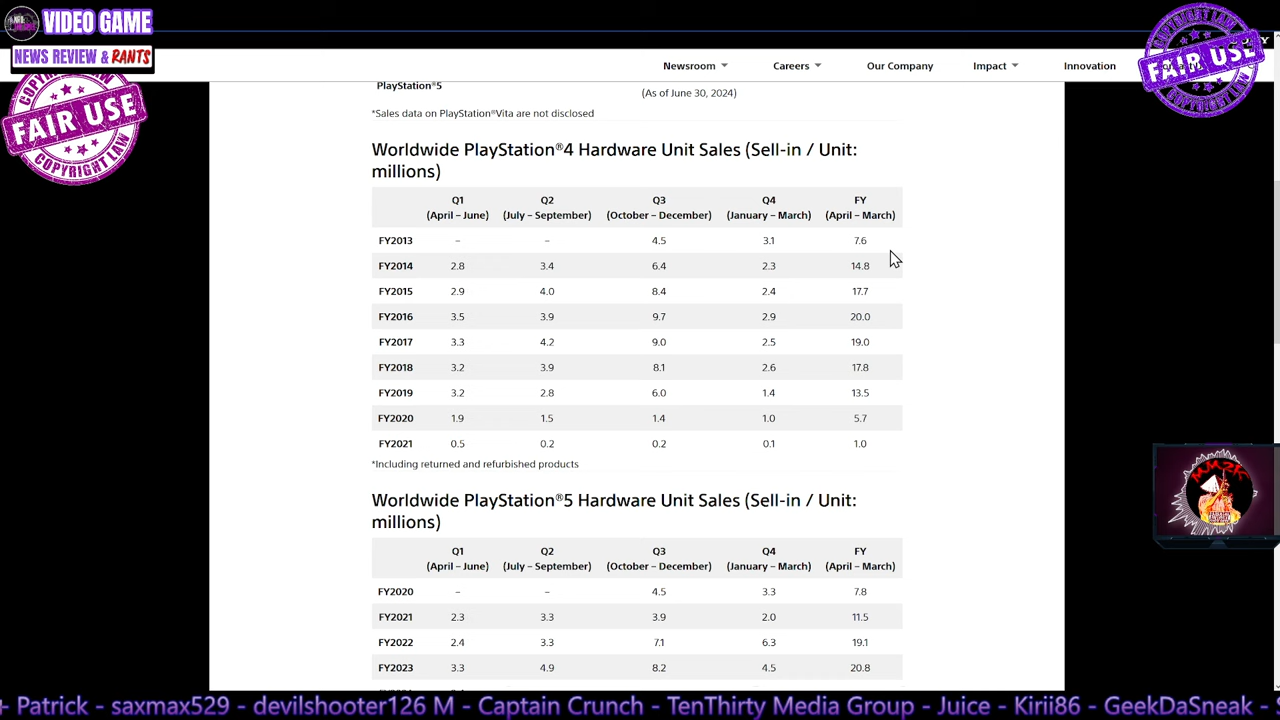 VIDEO GAME
NEWS REVIEW & RANTS
FAIR USE
COPYRIGHT LAW
COPYRIGHT LAW
FAIR USE
COPYRIGHT LAW
Newsroom Careers Our Company Impact Innovation
PlayStation®5
(As of June 30, 2024)
*Sales data on PlayStation®Vita are not disclosed
Worldwide PlayStation®4 Hardware Unit Sales (Sell-in / Unit:
millions)
Q1 Q2 Q3 Q4 FY
(April – June) (July – September) (October – December) (January – March) (April – March)
FY2013 – – 4.5 3.1 7.6
FY2014 2.8 3.4 6.4 2.3 14.8
FY2015 2.9 4.0 8.4 2.4 17.7
FY2016 3.5 3.9 9.7 2.9 20.0
FY2017 3.3 4.2 9.0 2.5 19.0
FY2018 3.2 3.9 8.1 2.6 17.8
FY2019 3.2 2.8 6.0 1.4 13.5
FY2020 1.9 1.5 1.4 1.0 5.7
FY2021 0.5 0.2 0.2 0.1 1.0
*Including returned and refurbished products
Worldwide PlayStation®5 Hardware Unit Sales (Sell-in / Unit:
millions)
Q1 Q2 Q3 Q4 FY
(April – June) (July – September) (October – December) (January – March) (April – March)
FY2020 – – 4.5 3.3 7.8
FY2021 2.3 3.3 3.9 2.0 11.5
FY2022 2.4 3.3 7.1 6.3 19.1
FY2023 3.3 4.9 8.2 4.5 20.8
MM2K
Patrick - saxmax529 - devilshooter126 M - Captain Crunch - TenThirty Media Group - Juice - Kirii86 - GeekDaSneak -